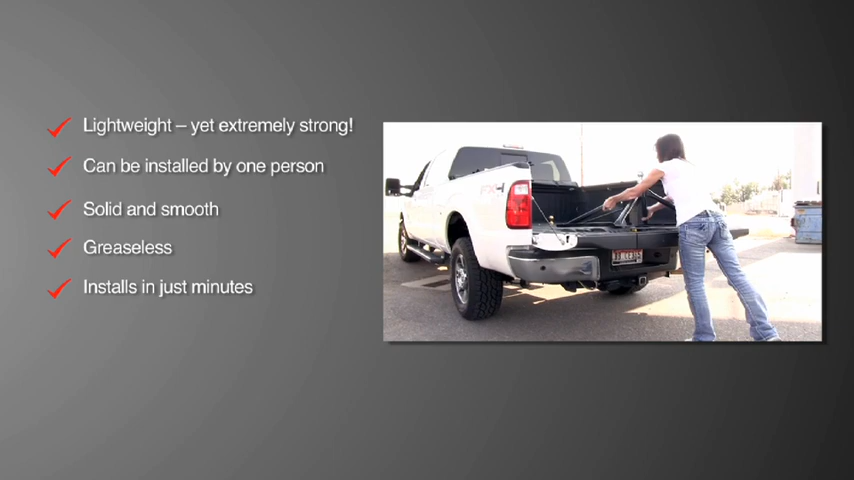 Lightweight – yet extremely strong!
Can be installed by one person
Solid and smooth
Greaseless
Installs in just minutes